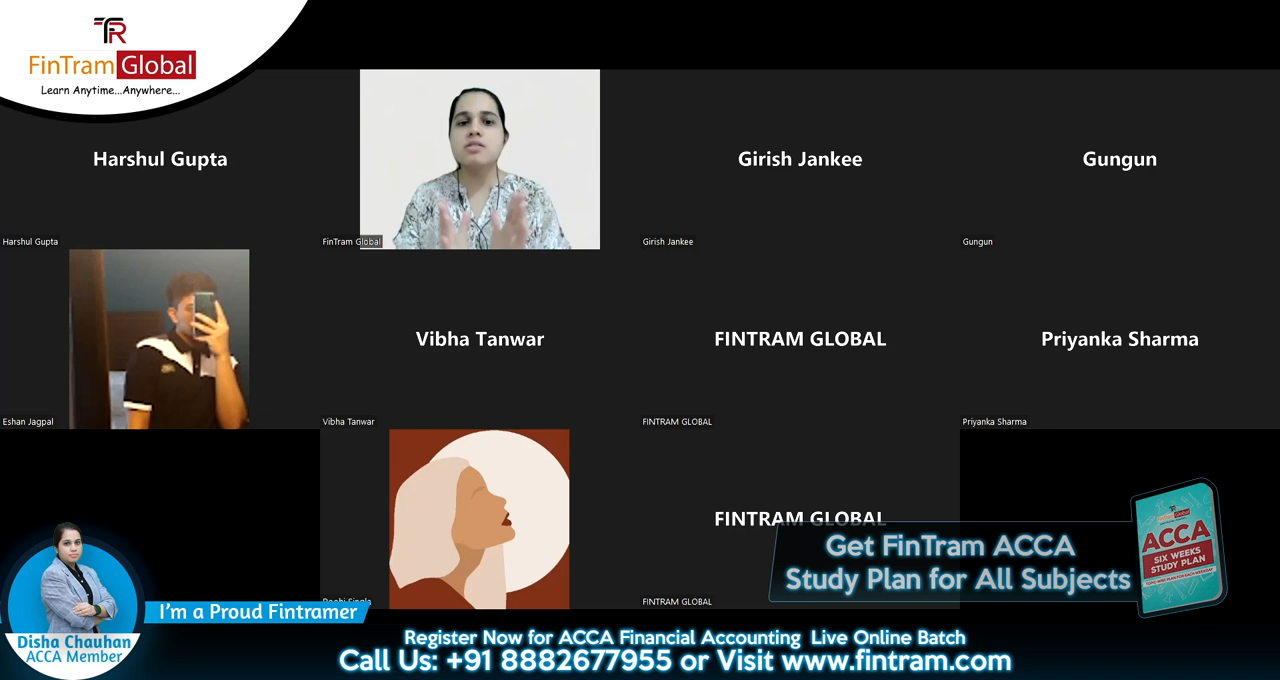 FR
FinTram Global
Learn Anytime...Anywhere...
Harshul Gupta
Girish Jankee
Gungun
Harshul Gupta
FinTram Global
Girish Jankee
Gungun
Vibha Tanwar
FINTRAM GLOBAL
Priyanka Sharma
Eshan Jagpal
Vibha Tanwar
FINTRAM GLOBAL
Priyanka Sharma
FINTRAM GLOBAL
FINTRAM GLOBAL
Get FinTram ACCA
Study Plan for All Subjects
FinTram Global
ACCA
SIX WEEKS
STUDY PLAN
I'm a Proud Fintramer
Disha Chauhan
ACCA Member
Register Now for ACCA Financial Accounting Live Online Batch
Call Us: +91 8882677955 or Visit www.fintram.com